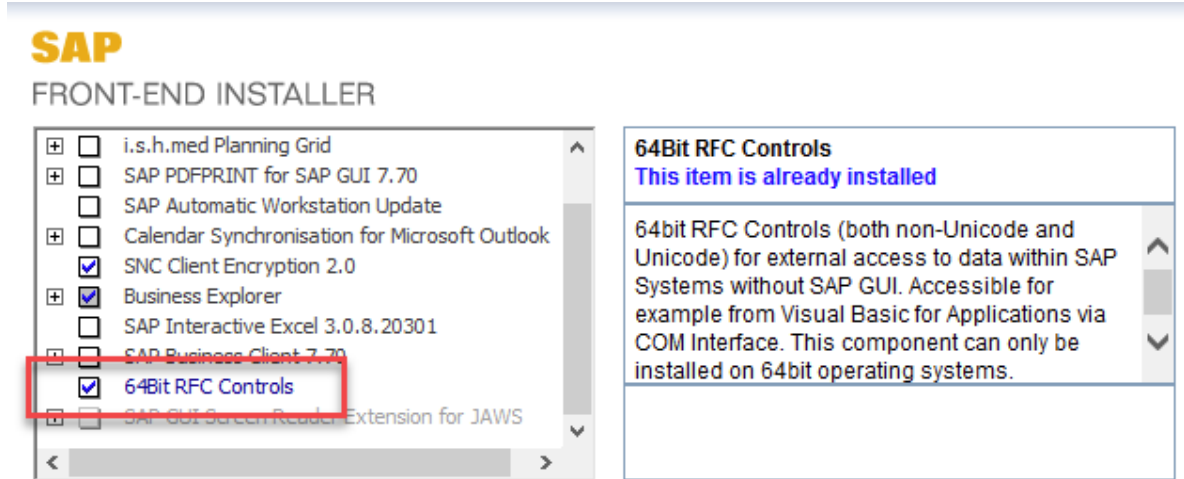 SAP
FRONT-END INSTALLER
i.s.h.med Planning Grid
SAP PDFPRINT for SAP GUI 7.70
SAP Automatic Workstation Update
Calendar Synchronisation for Microsoft Outlook
SNC Client Encryption 2.0
Business Explorer
SAP Interactive Excel 3.0.8.20301
SAP Business Client 7.70
64Bit RFC Controls
SAP GUI Screen Reader Extension for JAWS
64Bit RFC Controls
This item is already installed
64bit RFC Controls (both non-Unicode and
Unicode) for external access to data within SAP
Systems without SAP GUI. Accessible for
example from Visual Basic for Applications via
COM Interface. This component can only be
installed on 64bit operating systems.